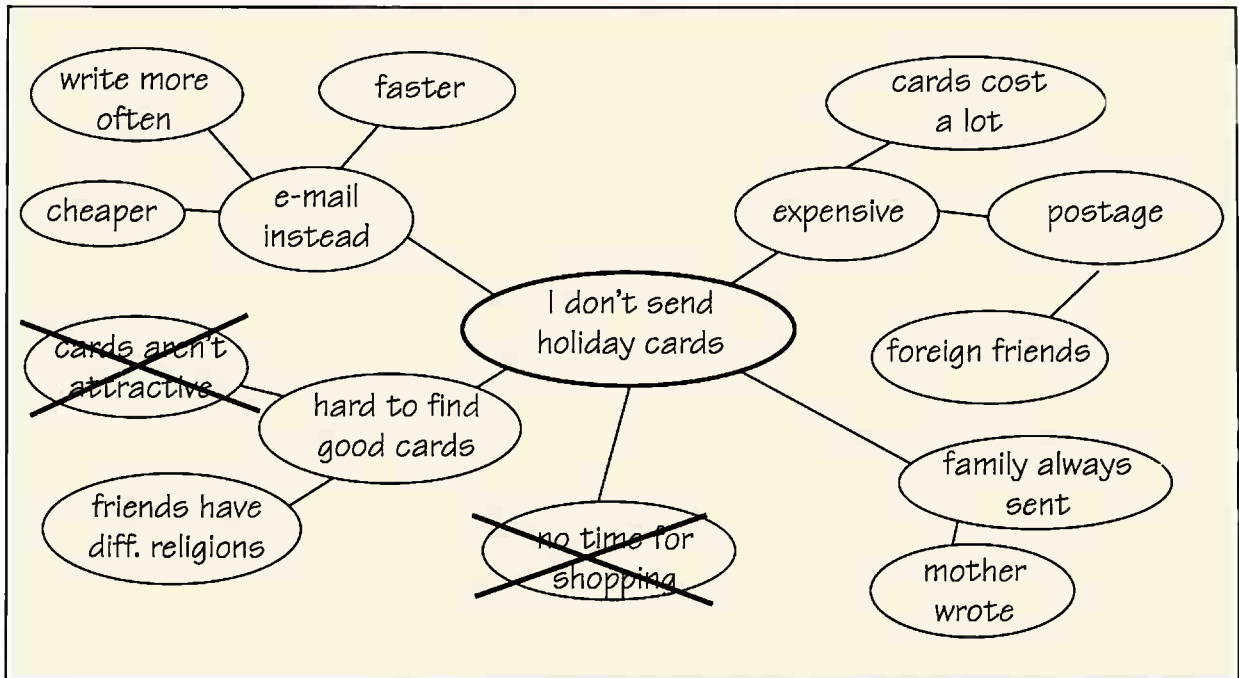 write more
often
faster
cheaper
e-mail
instead
cards cost
a lot
expensive
postage
I don't send
holiday cards
foreign friends
cards aren't
attractive
hard to find
good cards
friends have
diff. religions
no time for
shopping
family always
sent
mother
wrote